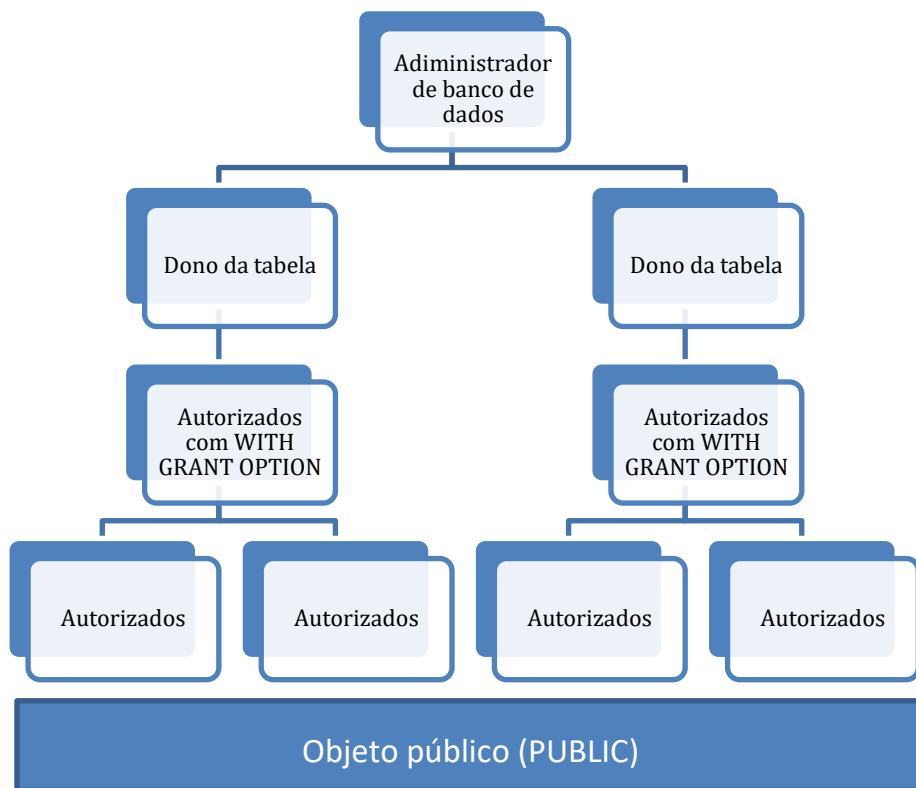 Adiministrador
de banco de
dados
Dono da tabela
Dono da tabela
Autorizados
com WITH
GRANT OPTION
Autorizados
com WITH
GRANT OPTION
Autorizados
Autorizados
Autorizados
Autorizados
Objeto público (PUBLIC)